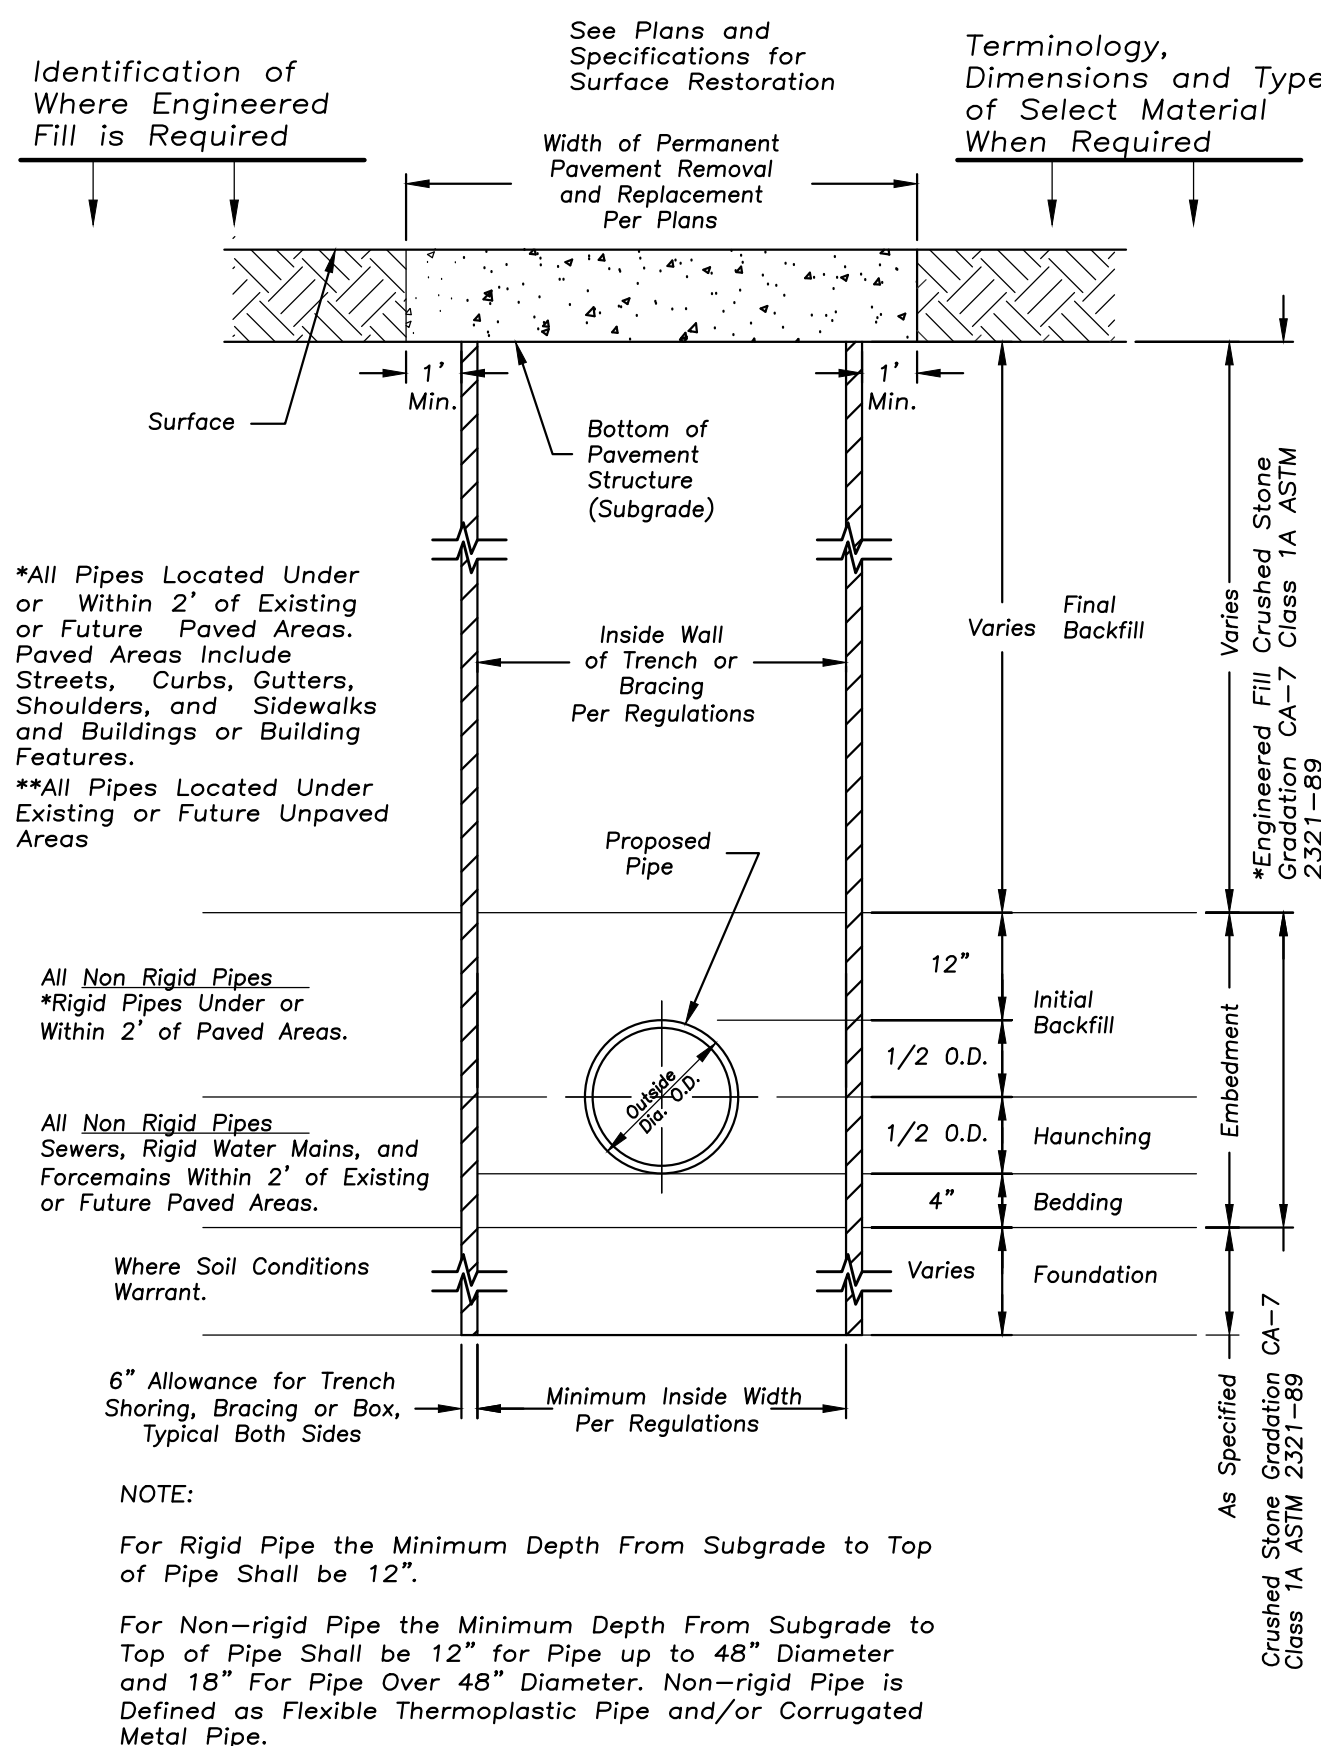 See Plans and
Specifications for
Surface Restoration
Identification of
Where Engineered
Fill is Required
Terminology,
Dimensions and Type
of Select Material
When Required
Width of Permanent
Pavement Removal
and Replacement
Per Plans
1'
Min.
1'
Min.
Surface
Bottom of
Pavement
Structure
(Subgrade)
*All Pipes Located Under
or Within 2' of Existing
or Future Paved Areas.
Paved Areas Include
Streets, Curbs, Gutters,
Shoulders, and Sidewalks
and Buildings or Building
Features.
**All Pipes Located Under
Existing or Future Unpaved
Areas
Inside Wall
of Trench or
Bracing
Per Regulations
Varies
Final
Backfill
Varies
*Engineered Fill Crushed Stone
Gradation CA-7 Class 1A ASTM
2321-89
Proposed
Pipe
All Non Rigid Pipes
*Rigid Pipes Under or
Within 2' of Paved Areas.
12"
Initial
Backfill
1/2 O.D.
Outside
Dia. O.D.
Embedment
All Non Rigid Pipes
Sewers, Rigid Water Mains, and
Forcemains Within 2' of Existing
or Future Paved Areas.
1/2 O.D.
Haunching
4"
Bedding
Where Soil Conditions
Warrant.
Varies
Foundation
6" Allowance for Trench
Shoring, Bracing or Box,
Typical Both Sides
Minimum Inside Width
Per Regulations
As Specified
Crushed Stone Gradation CA-7
Class 1A ASTM 2321-89
NOTE:
For Rigid Pipe the Minimum Depth From Subgrade to Top
of Pipe Shall be 12".
For Non-rigid Pipe the Minimum Depth From Subgrade to
Top of Pipe Shall be 12" for Pipe up to 48" Diameter
and 18" For Pipe Over 48" Diameter. Non-rigid Pipe is
Defined as Flexible Thermoplastic Pipe and/or Corrugated
Metal Pipe.